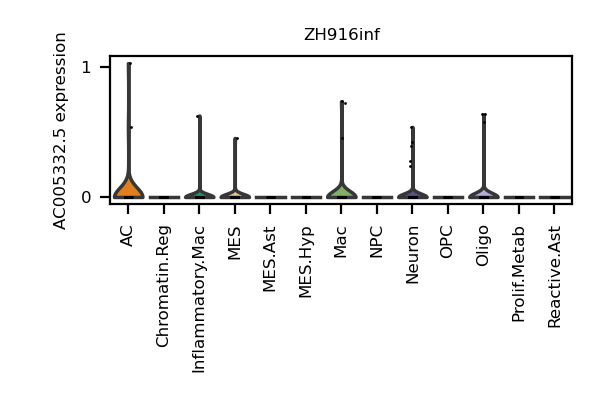 ZH916inf
AC005332.5 expression
1
0
AC
Chromatin.Reg
Inflammatory.Mac
MES
MES.Ast
MES.Hyp
Mac
NPC
Neuron
OPC
Oligo
Prolif.Metab
Reactive.Ast